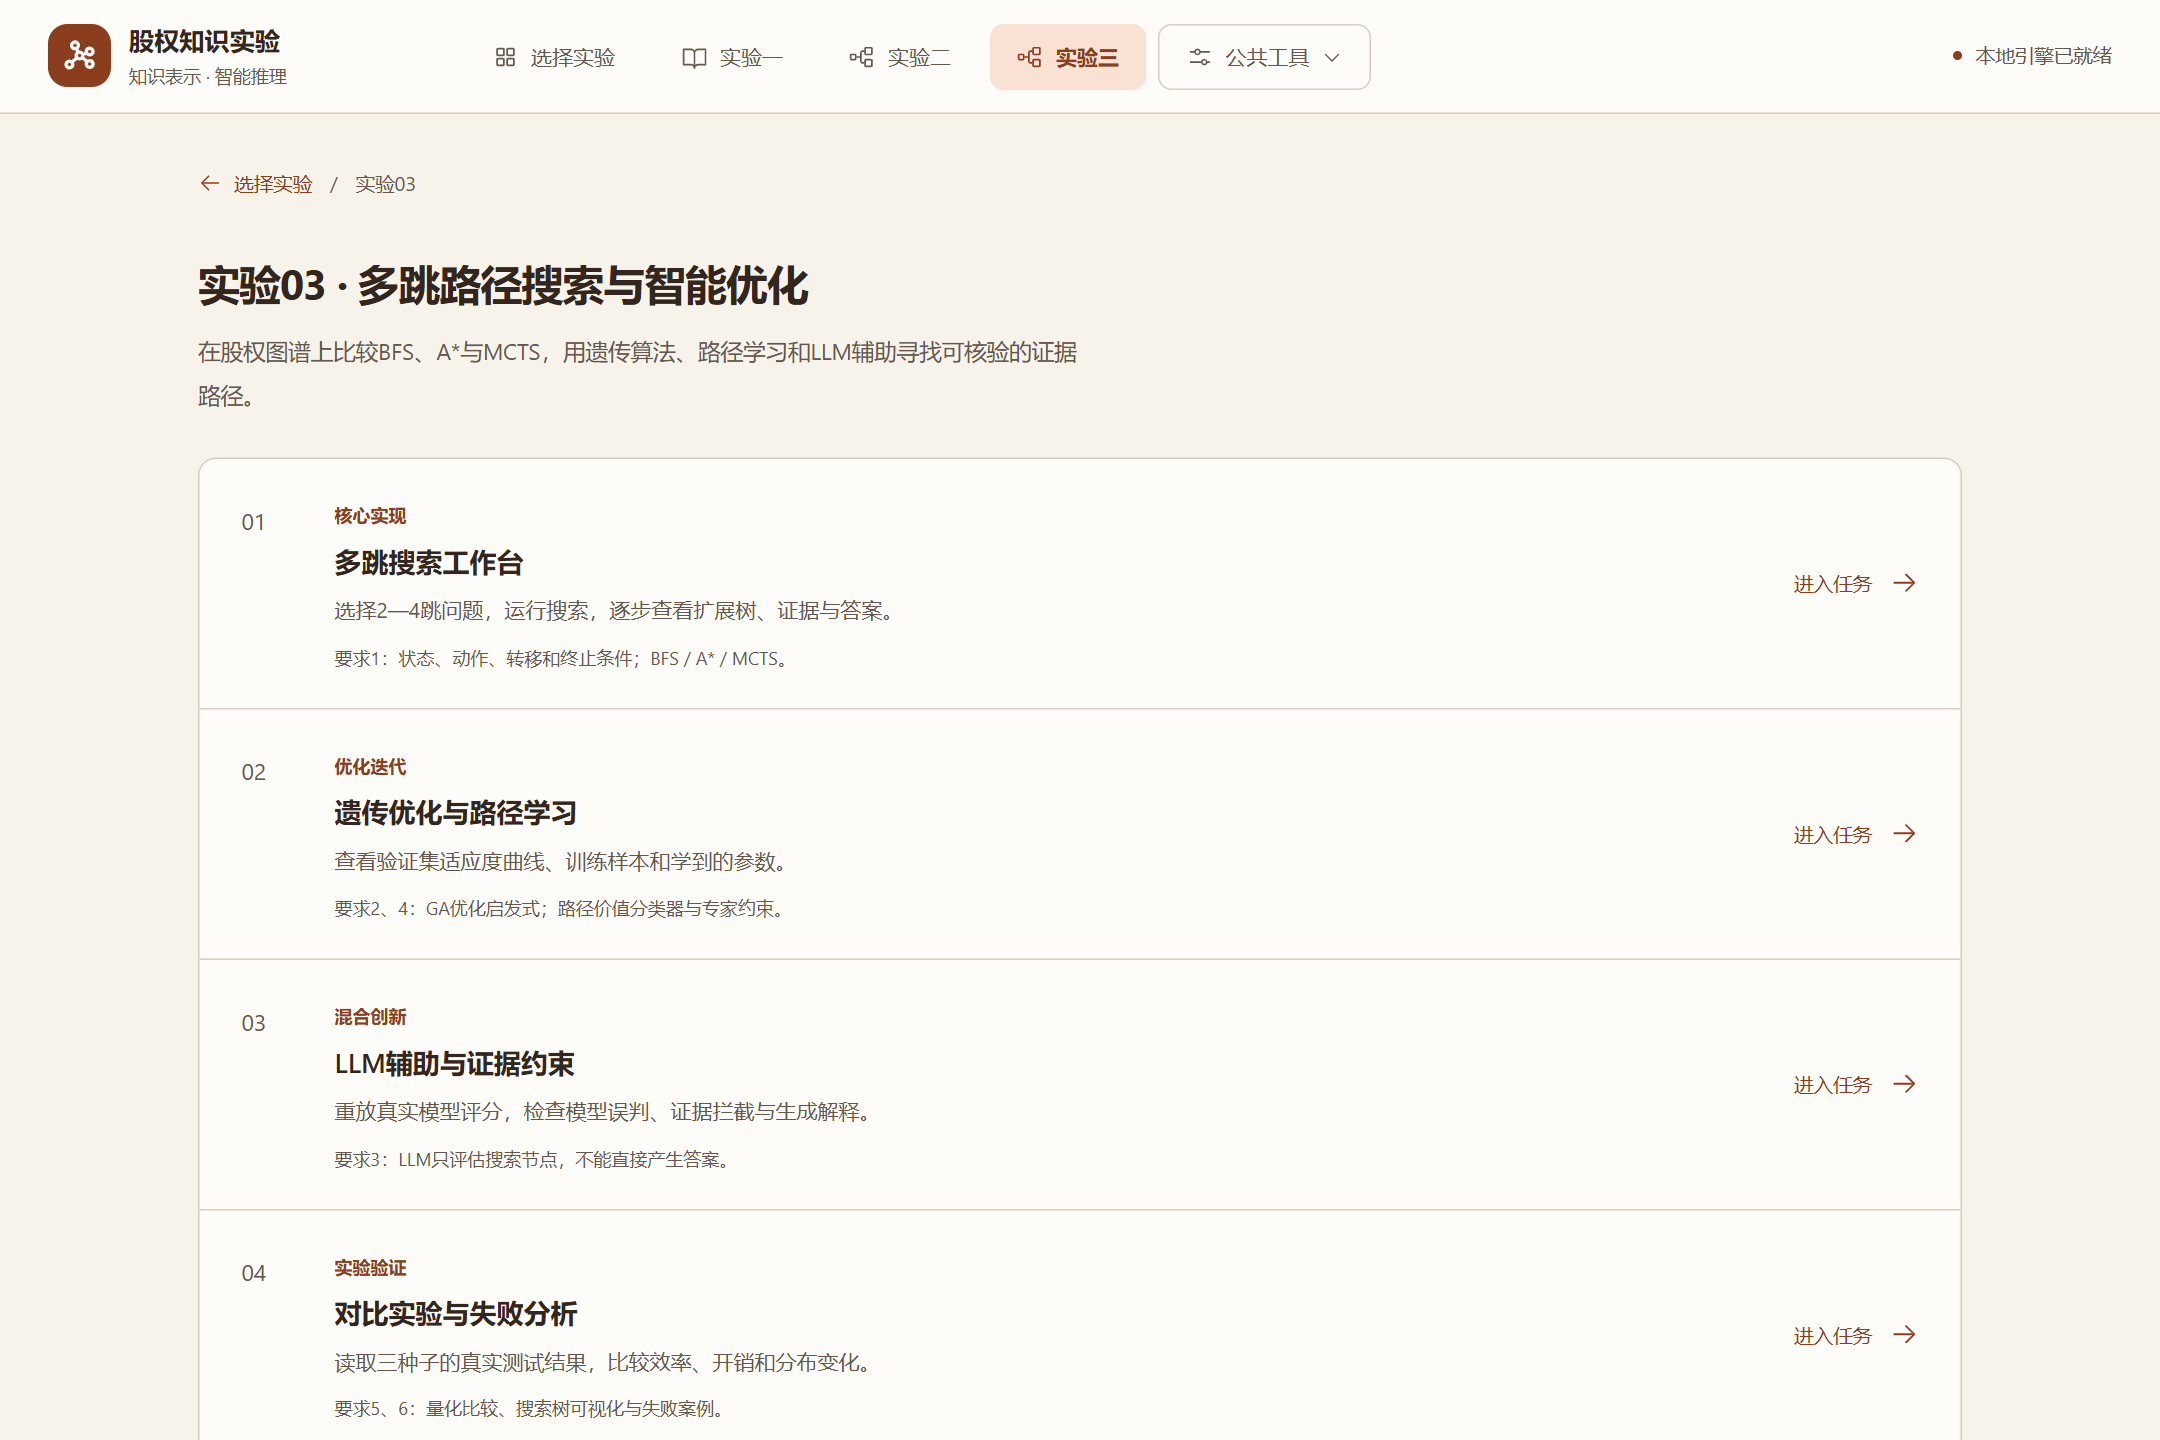 股权知识实验
知识表示 · 智能推理
选择实验
实验一
实验二
实验三
公共工具
本地引擎已就绪
选择实验 / 实验03
实验03 · 多跳路径搜索与智能优化
在股权图谱上比较BFS、A*与MCTS，用遗传算法、路径学习和LLM辅助寻找可核验的证据
路径。
01
核心实现
多跳搜索工作台
选择2—4跳问题，运行搜索，逐步查看扩展树、证据与答案。
要求1：状态、动作、转移和终止条件；BFS / A* / MCTS。
进入任务
02
优化迭代
遗传优化与路径学习
查看验证集适应度曲线、训练样本和学到的参数。
要求2、4：GA优化启发式；路径价值分类器与专家约束。
进入任务
03
混合创新
LLM辅助与证据约束
重放真实模型评分，检查模型误判、证据拦截与生成解释。
要求3：LLM只评估搜索节点，不能直接产生答案。
进入任务
04
实验验证
对比实验与失败分析
读取三种子的真实测试结果，比较效率、开销和分布变化。
要求5、6：量化比较、搜索树可视化与失败案例。
进入任务